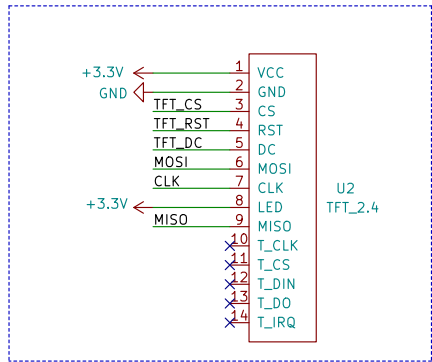 +3.3V 1 VCC
GND 2 GND
TFT_CS 3 CS
TFT_RST 4 RST
TFT_DC 5 DC
MOSI 6 MOSI
CLK 7 CLK
U2
+3.3V 8 LED
TFT_2.4
MISO 9 MISO
10 T_CLK
11 T_CS
12 T_DIN
13 T_DO
14 T_IRQ